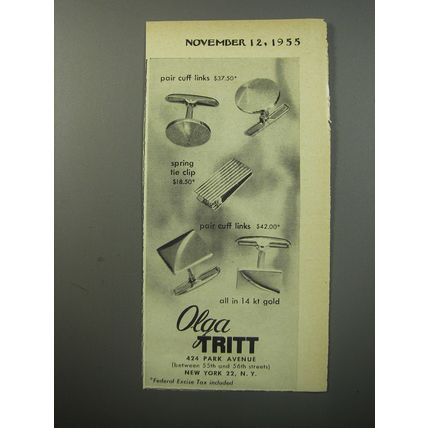 NOVEMBER 12, 1955
pair cuff links $37.50*
spring
tie clip
$18.50*
pair cuff links $42.00*
all in 14 kt gold
Olga
TRITT
424 PARK AVENUE
(between 55th and 56th streets)
NEW YORK 22, N. Y.
*Federal Excise Tax included